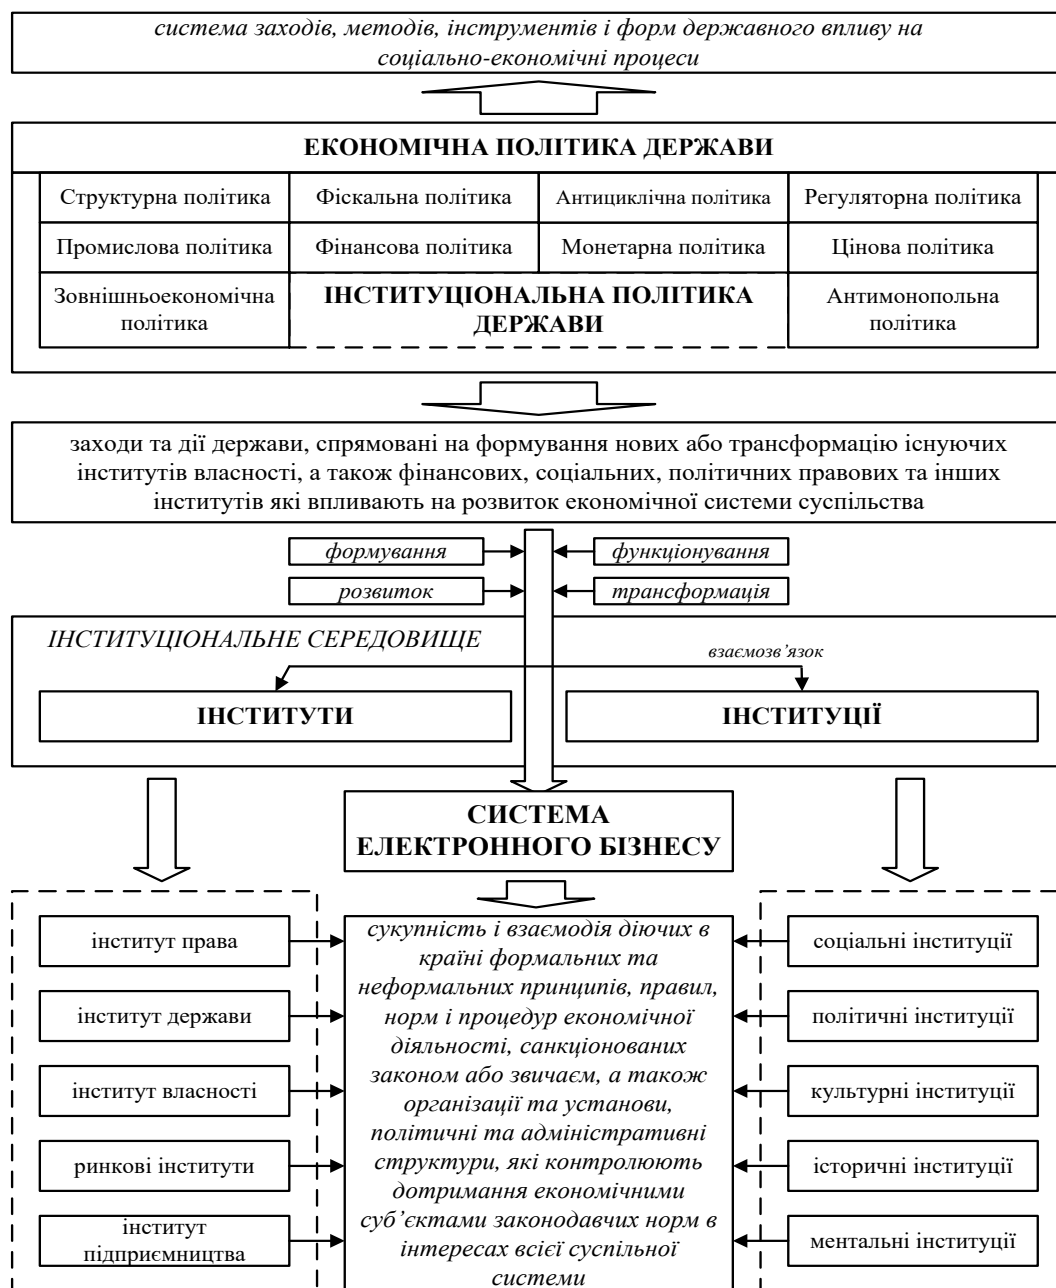 система заходів, методів, інструментів і форм державного впливу на
соціально-економічні процеси
ЕКОНОМІЧНА ПОЛІТИКА ДЕРЖАВИ
Структурна політика
Фіскальна політика
Антициклічна політика
Регуляторна політика
Промислова політика
Фінансова політика
Монетарна політика
Цінова політика
Зовнішньоекономічна
політика
ІНСТИТУЦІОНАЛЬНА ПОЛІТИКА
ДЕРЖАВИ
Антимонопольна
політика
заходи та дії держави, спрямовані на формування нових або трансформацію існуючих
інститутів власності, а також фінансових, соціальних, політичних правових та інших
інститутів які впливають на розвиток економічної системи суспільства
формування
функціонування
розвиток
трансформація
ІНСТИТУЦІОНАЛЬНЕ СЕРЕДОВИЩЕ
взаємозв’язок
ІНСТИТУТИ
ІНСТИТУЦІЇ
СИСТЕМА
ЕЛЕКТРОННОГО БІЗНЕСУ
інститут права
інститут держави
інститут власності
ринкові інститути
інститут
підприємництва
сукупність і взаємодія діючих в
країні формальних та
неформальних принципів, правил,
норм і процедур економічної
діяльності, санкціонованих
законом або звичаєм, а також
організації та установи,
політичні та адміністративні
структури, які контролюють
дотримання економічними
суб’єктами законодавчих норм в
інтересах всієї суспільної
системи
соціальні інституції
політичні інституції
культурні інституції
історичні інституції
ментальні інституції